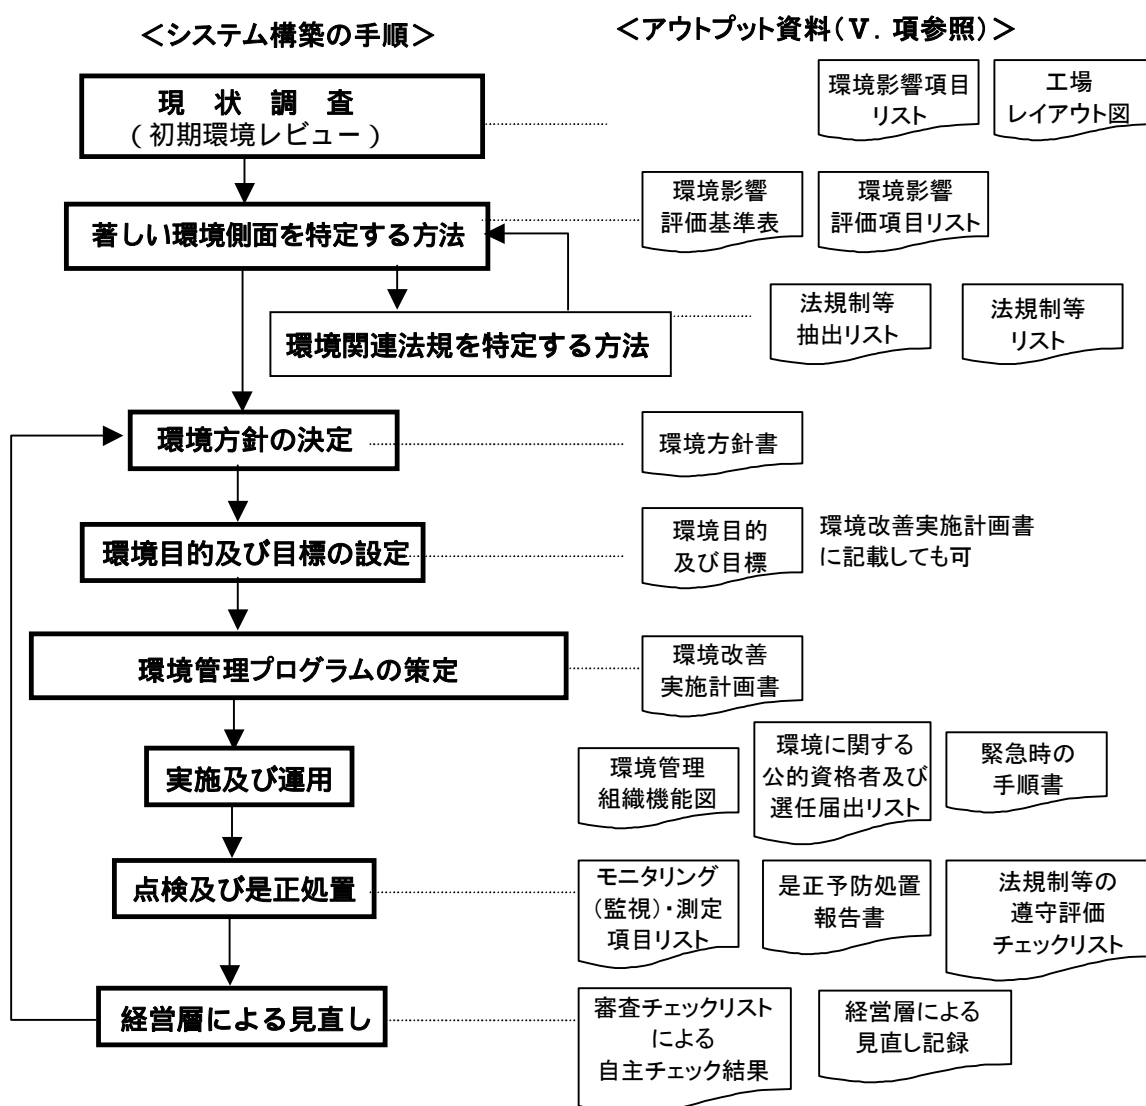 <システム構築の手順>
<アウトプット資料(Ⅴ. 項参照)>
現 状 調 査
(初期環境レビュー)
環境影響項目
リスト
工場
レイアウト図
著しい環境側面を特定する方法
環境影響
評価基準表
環境影響
評価項目リスト
環境関連法規を特定する方法
法規制等
抽出リスト
法規制等
リスト
環境方針の決定
環境方針書
環境目的及び目標の設定
環境目的
及び目標
環境改善実施計画書
に記載しても可
環境管理プログラムの策定
環境改善
実施計画書
実施及び運用
環境管理
組織機能図
環境に関する
公的資格者及び
選任届出リスト
緊急時の
手順書
点検及び是正処置
モニタリング
(監視)・測定
項目リスト
是正予防処置
報告書
法規制等の
遵守評価
チェックリスト
経営層による見直し
審査チェックリスト
による
自主チェック結果
経営層による
見直し記録